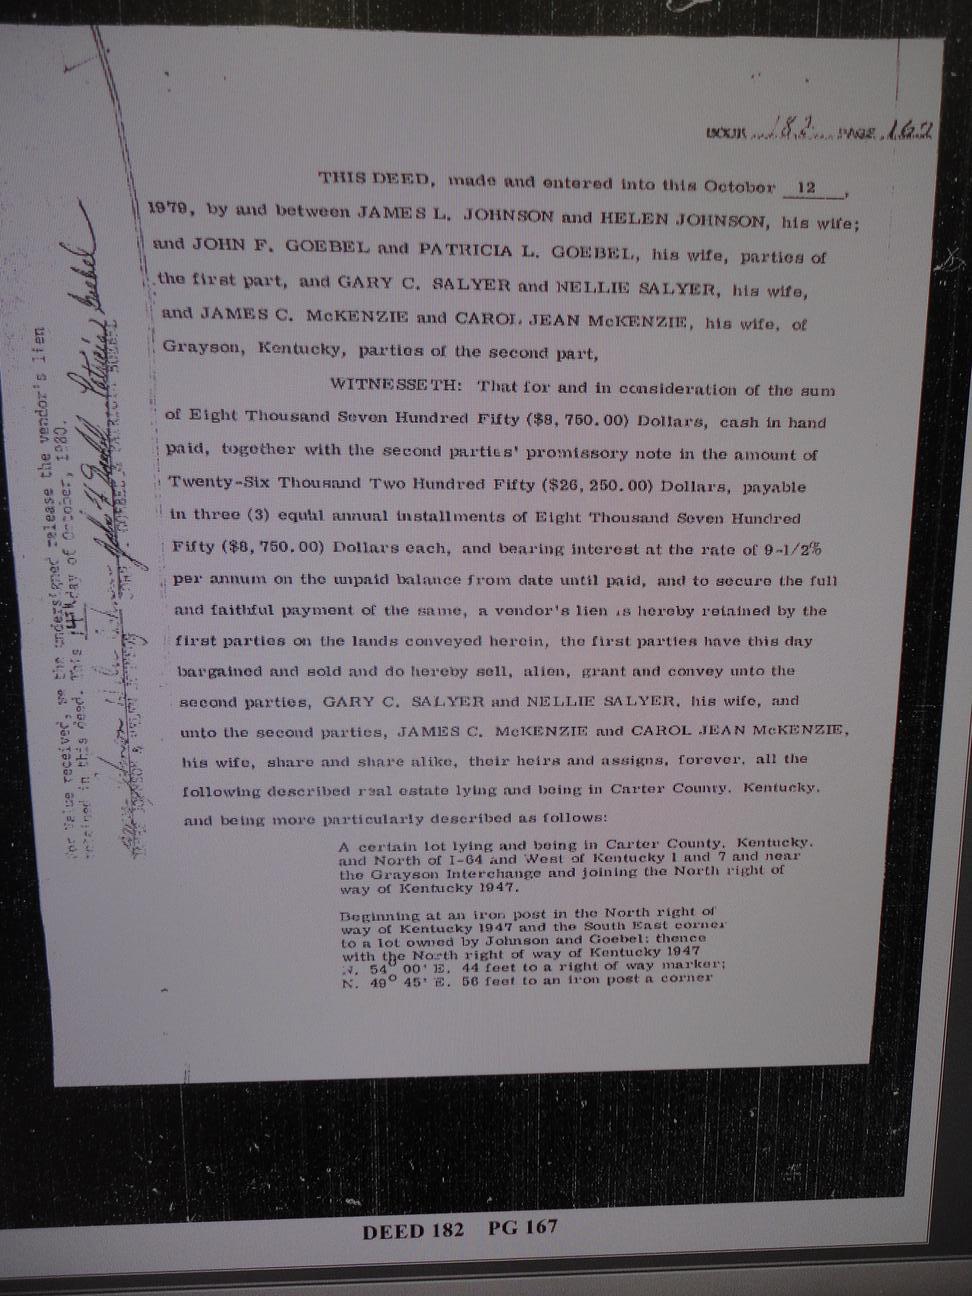 BOOK 182 PAGE 167
THIS DEED, made and entered into this October 12,
1979, by and between JAMES L. JOHNSON and HELEN JOHNSON, his wife;
and JOHN F. GOEBEL and PATRICIA L. GOEBEL, his wife, parties of
the first part, and GARY C. SALYER and NELLIE SALYER, his wife,
and JAMES C. McKENZIE and CAROL JEAN McKENZIE, his wife, of
Grayson, Kentucky, parties of the second part,
WITNESSETH: That for and in consideration of the sum
of Eight Thousand Seven Hundred Fifty ($8, 750.00) Dollars, cash in hand
paid, together with the second parties' promissory note in the amount of
Twenty-Six Thousand Two Hundred Fifty ($26, 250.00) Dollars, payable
in three (3) equal annual installments of Eight Thousand Seven Hundred
Fifty ($8, 750.00) Dollars each, and bearing interest at the rate of 9-1/2%
per annum on the unpaid balance from date until paid, and to secure the full
and faithful payment of the same, a vendor's lien is hereby retained by the
first parties on the lands conveyed herein, the first parties have this day
bargained and sold and do hereby sell, alien, grant and convey unto the
second parties, GARY C. SALYER and NELLIE SALYER, his wife, and
unto the second parties, JAMES C. McKENZIE and CAROL JEAN McKENZIE,
his wife, share and share alike, their heirs and assigns, forever, all the
following described real estate lying and being in Carter County, Kentucky,
and being more particularly described as follows:
A certain lot lying and being in Carter County, Kentucky,
and North of I-64 and West of Kentucky 1 and 7 and near
the Grayson Interchange and joining the North right of
way of Kentucky 1947.
Beginning at an iron post in the North right of
way of Kentucky 1947 and the South East corner
to a lot owned by Johnson and Goebel; thence
with the North right of way of Kentucky 1947
N. 54° 00' E. 44 feet to a right of way marker;
N. 49° 45' E. 56 feet to an iron post a corner
For value received, we the undersigned release the vendor's lien
retained in this deed. This 14th day of October, 1980.
Patricia Goebel
DEED 182 PG 167